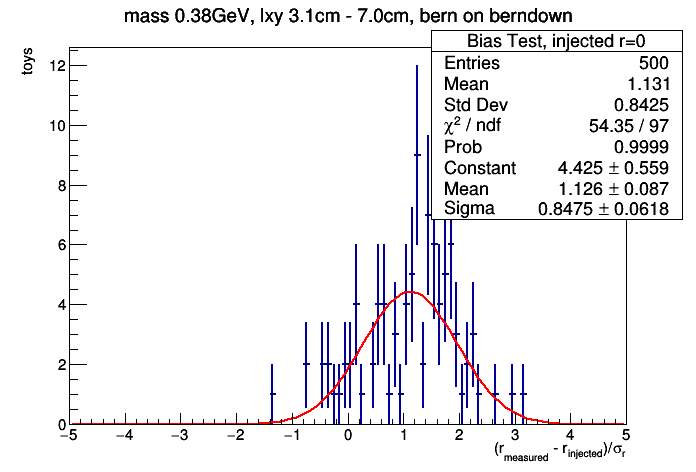 mass 0.38GeV, lxy 3.1cm - 7.0cm, bern on berndown
toys
Bias Test, injected r=0
Entries 500
Mean 1.131
Std Dev 0.8425
χ² / ndf 54.35 / 97
Prob 0.9999
Constant 4.425 ± 0.559
Mean 1.126 ± 0.087
Sigma 0.8475 ± 0.0618
12
10
8
6
4
2
0
−5 −4 −3 −2 −1 0 1 2 3 4 5
(r_measured - r_injected)/σ_r